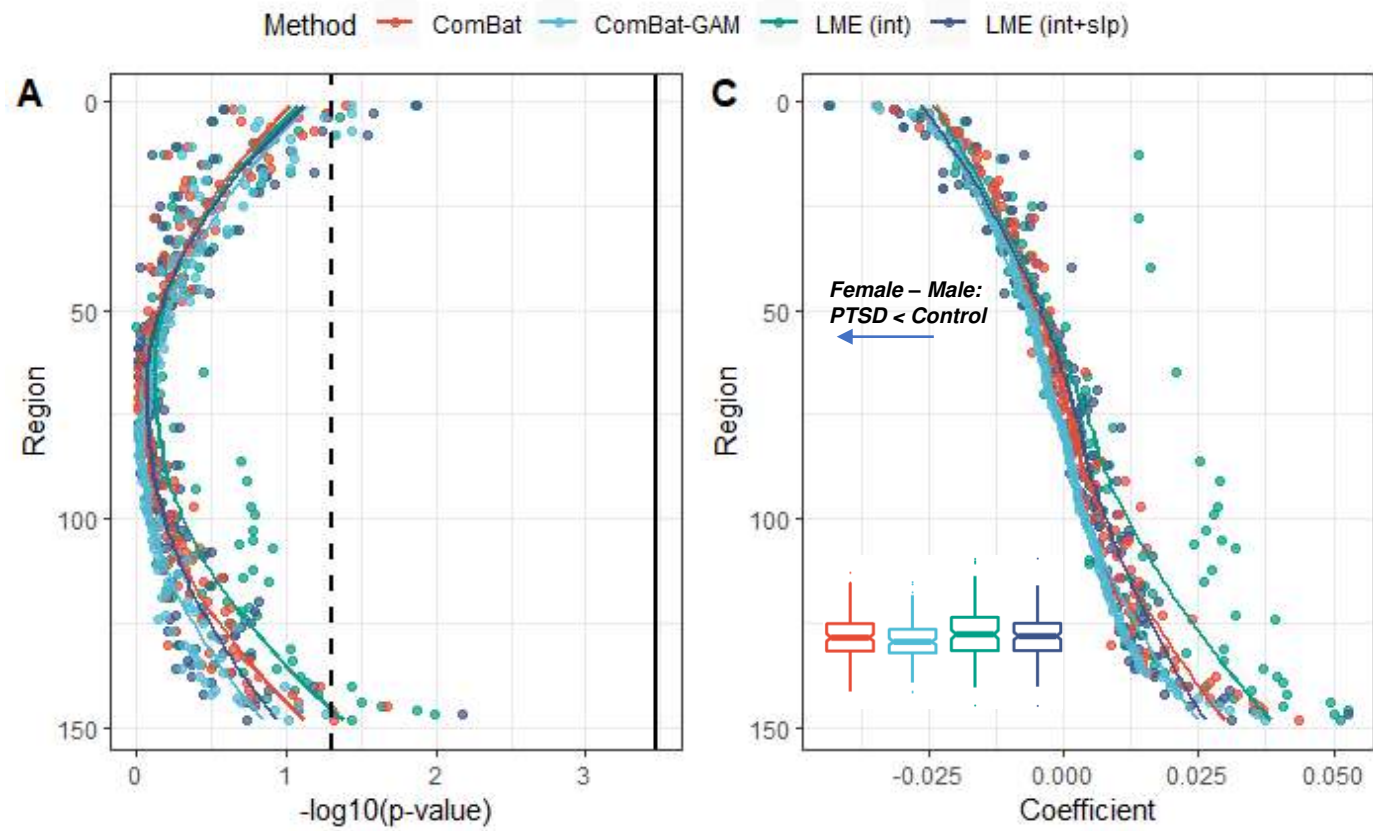 Method ComBat ComBat-GAM LME (int) LME (int+slp)
A
0
50
100
150
Region
0 1 2 3
-log10(p-value)
C
0
50
100
150
Region
Female – Male:
PTSD < Control
-0.025 0.000 0.025 0.050
Coefficient